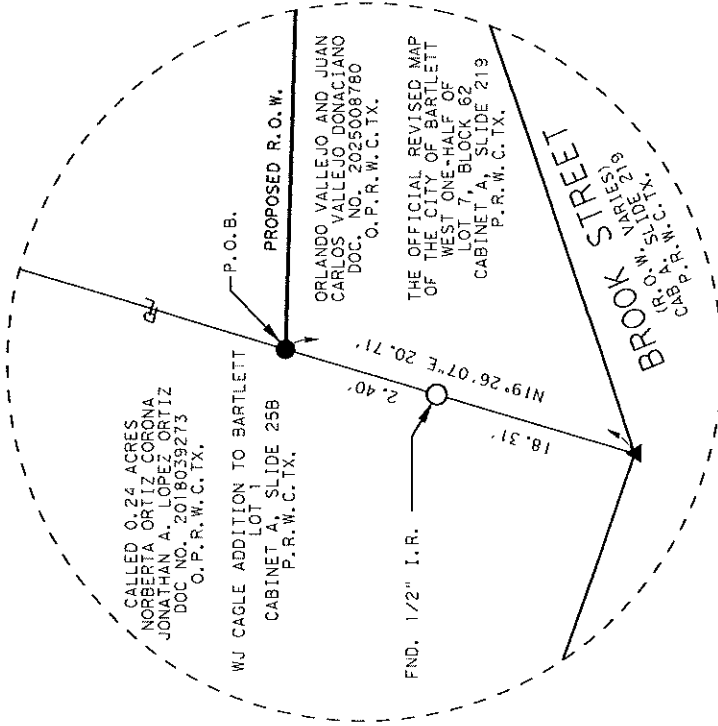 CALLED 0.24 ACRES
NORBERTA ORTIZ CORONA
JONATHAN A. LOPEZ ORTIZ
DOC NO. 2018039273
O.P.R.W.C.TX.
WJ CAGLE ADDITION TO BARTLETT
LOT 1
CABINET A, SLIDE 25B
P.R.W.C.TX.
FND. 1/2" I.R.
P.O.B.
PROPOSED R.O.W.
ORLANDO VALLEJO AND JUAN
CARLOS VALLEJO DONACIANO
DOC. NO. 2025008780
O.P.R.W.C.TX.
THE OFFICIAL REVISED MAP
OF THE CITY OF BARTLETT
WEST ONE-HALF OF
LOT 7, BLOCK 62
CABINET A, SLIDE 219
P.R.W.C.TX.
2.40'
18.31'
N19°26'07"E 20.71'
BROOK STREET
(R.O.W. VARIES)
CAB A, SLIDE 219
P.R.W.C.TX.